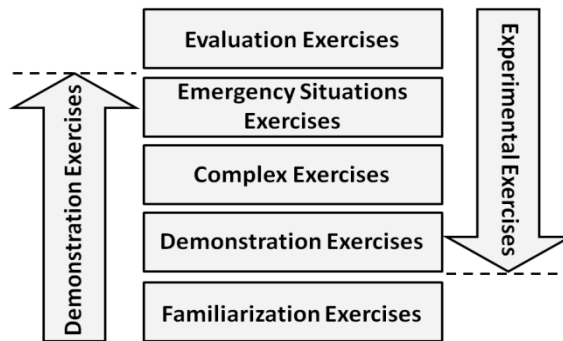 Evaluation Exercises
Emergency Situations
Exercises
Complex Exercises
Demonstration Exercises
Familiarization Exercises
Demonstration Exercises
Experimental Exercises